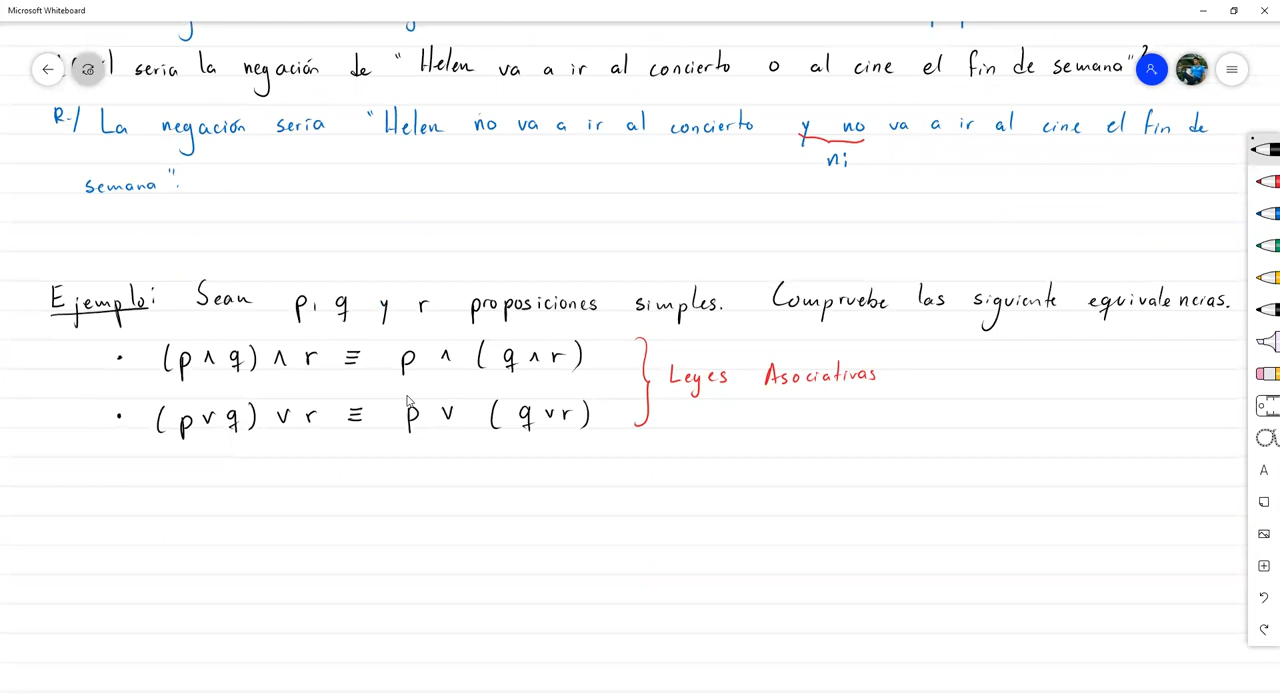 Microsoft Whiteboard
seria la negación de "Helen va a ir al concierto o al cine el fin de semana"?
R./ La negación sería "Helen no va a ir al concierto y no va a ir al cine el fin de
ni
semana".
Ejemplo: Sean p, q y r proposiciones simples. Compruebe las siguiente equivalencias.
• (p ∧ q) ∧ r ≡ p ∧ (q ∧ r)
Leyes Asociativas
• (p ∨ q) ∨ r ≡ p ∨ (q ∨ r)
A